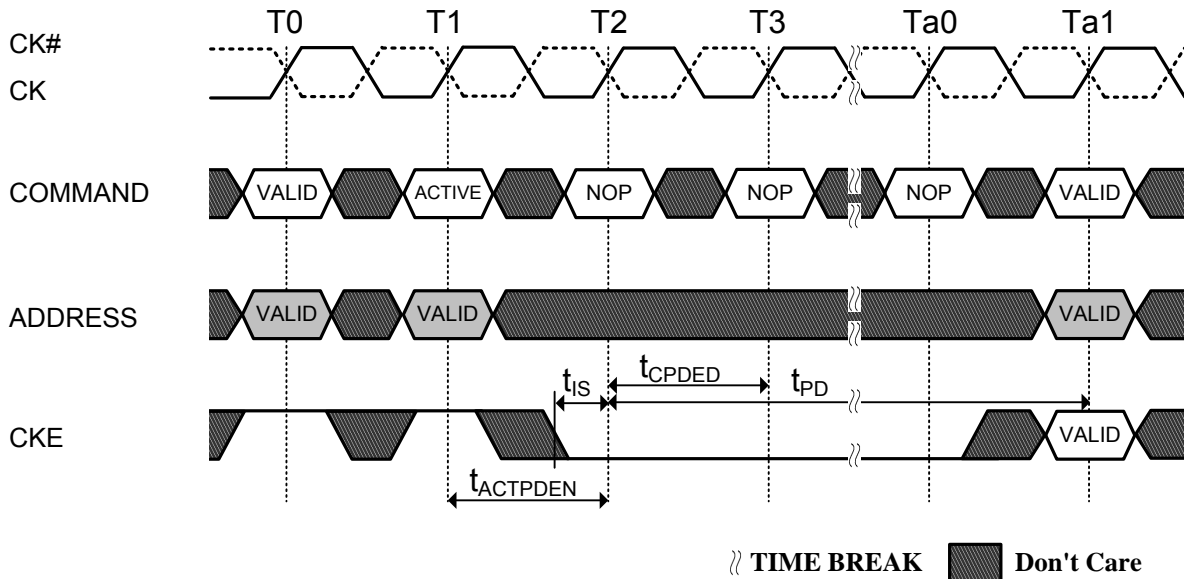 T0 T1 T2 T3 Ta0 Ta1
CK#
CK
COMMAND VALID ACTIVE NOP NOP NOP VALID
ADDRESS VALID VALID VALID
tIS tCPDED tPD
CKE VALID
tACTPDEN
TIME BREAK Don't Care